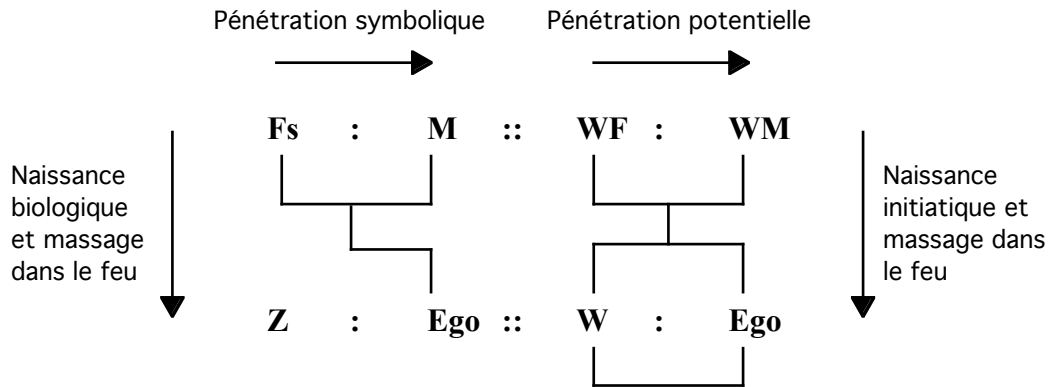 Pénétration symbolique Pénétration potentielle
Fs : M :: WF : WM
Naissance
biologique
et massage
dans le feu
Naissance
initiatique et
massage dans
le feu
Z : Ego :: W : Ego